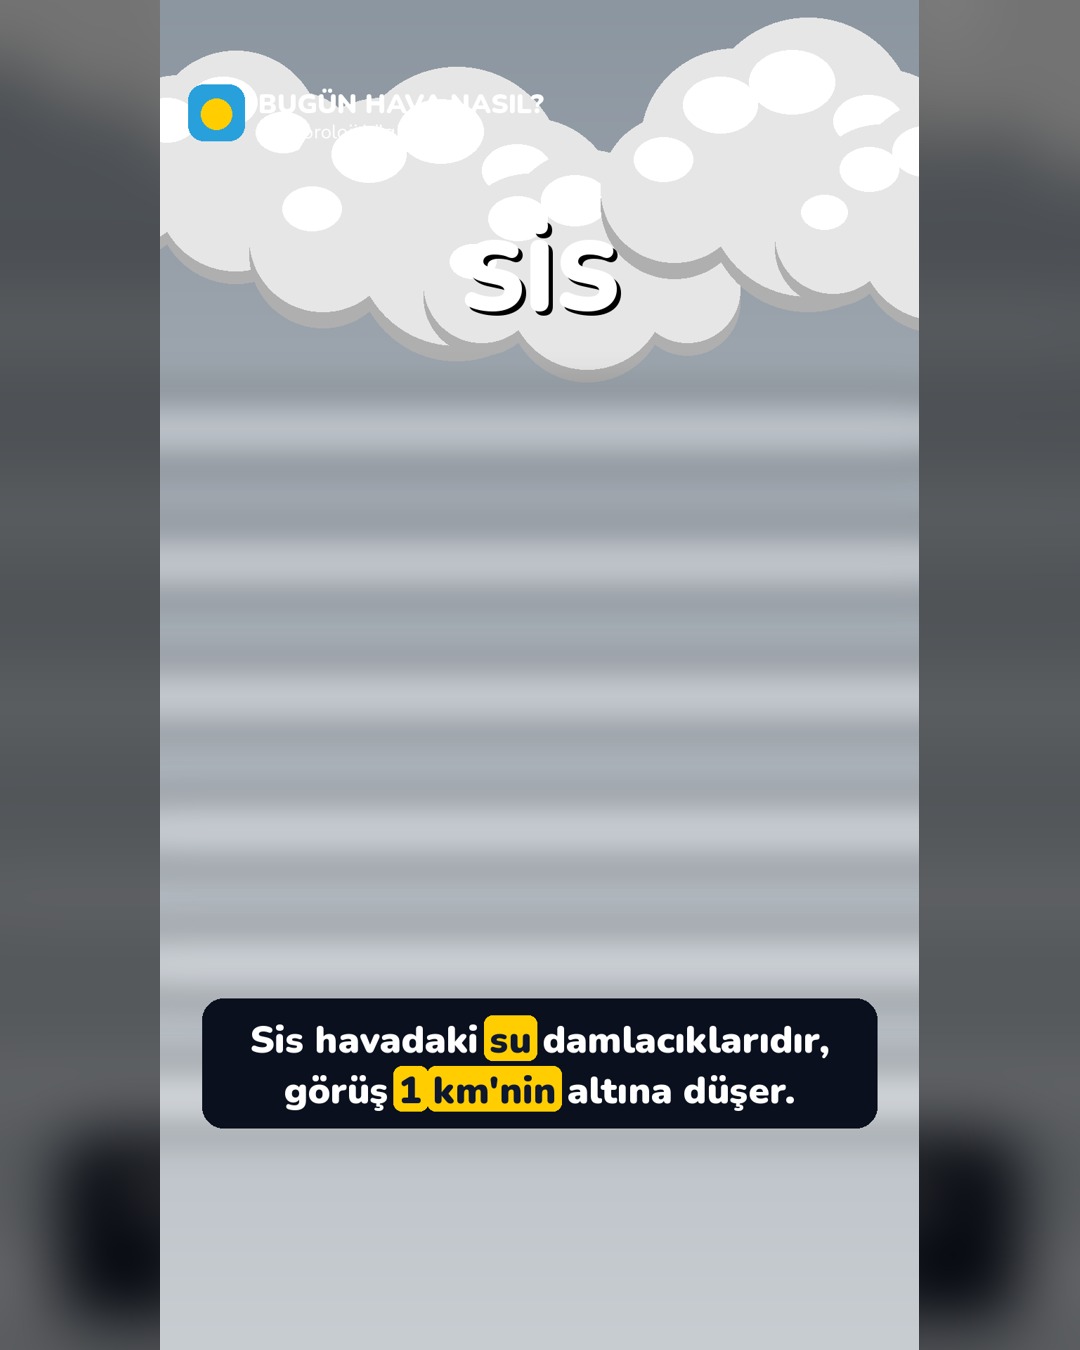 BUGÜN HAVA NASIL?
sis
Sis havadaki su damlacıklarıdır,
görüş 1 km'nin altına düşer.